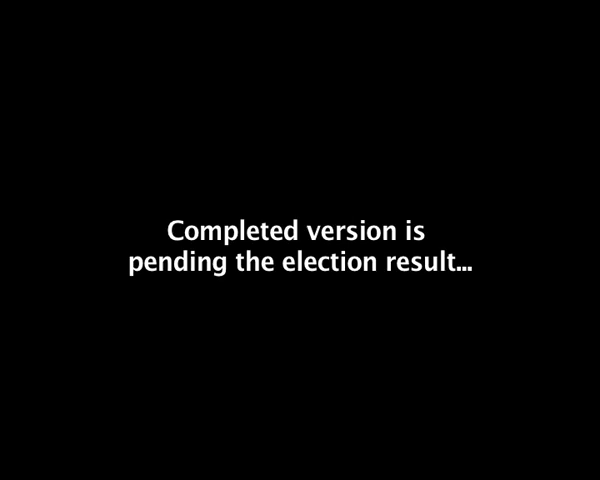 Completed version is
pending the election result...